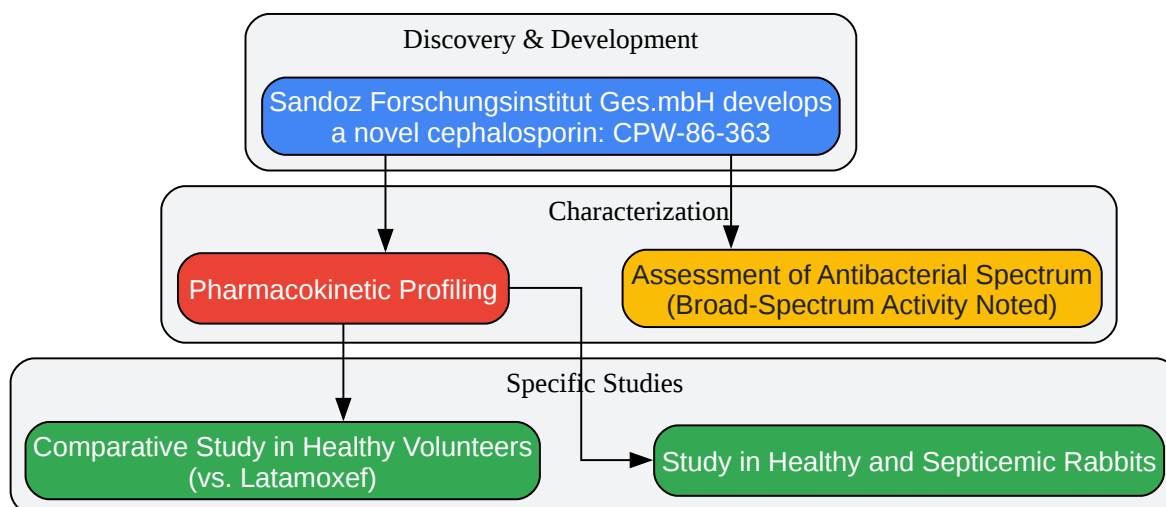 Discovery & Development
Sandoz Forschungsinstitut Ges.mbH develops
a novel cephalosporin: CPW-86-363
Characterization
Pharmacokinetic Profiling
Assessment of Antibacterial Spectrum
(Broad-Spectrum Activity Noted)
Specific Studies
Comparative Study in Healthy Volunteers
(vs. Latamoxef)
Study in Healthy and Septicemic Rabbits